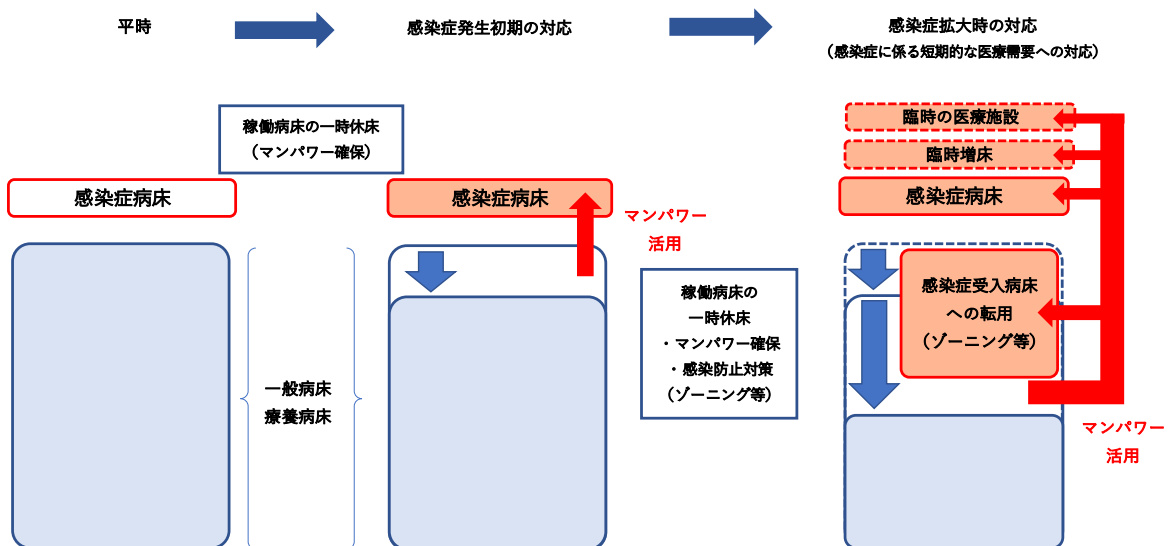 平時
感染症発生初期の対応
感染症拡大時の対応
（感染症に係る短期的な医療需要への対応）
稼働病床の一時休床
（マンパワー確保）
臨時の医療施設
臨時増床
感染症病床
感染症病床
感染症病床
マンパワー
活用
稼働病床の
一時休床
・マンパワー確保
・感染防止対策
（ゾーニング等）
感染症受入病床
への転用
（ゾーニング等）
一般病床
療養病床
マンパワー
活用